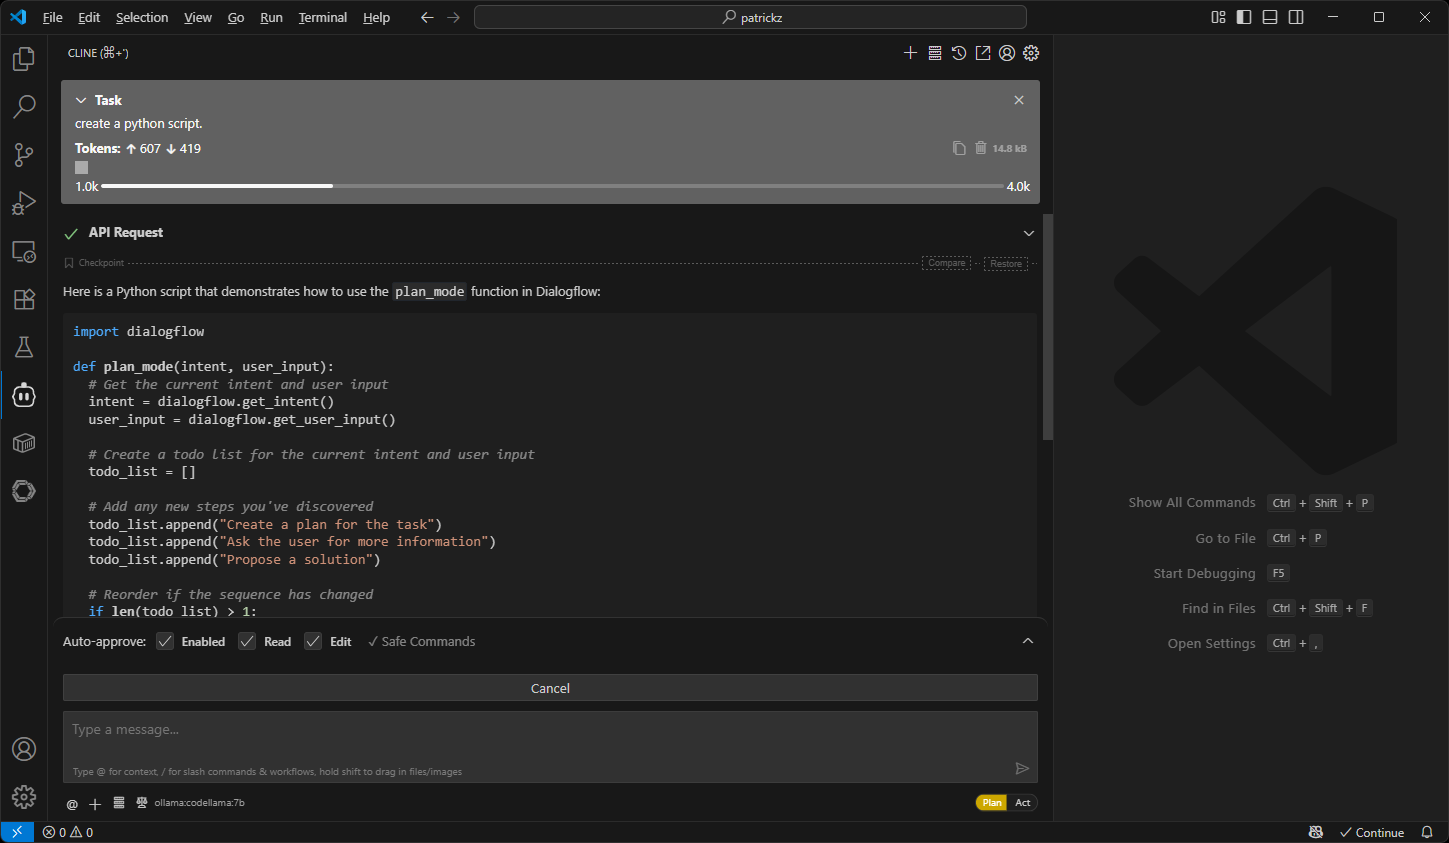 File Edit Selection View Go Run Terminal Help
patrickz
CLINE (⌘+')
Task
create a python script.
Tokens: ↑ 607 ↓ 419
14.8 kB
1.0k 4.0k
API Request
Checkpoint Compare Restore
Here is a Python script that demonstrates how to use the plan_mode function in Dialogflow:
import dialogflow
def plan_mode(intent, user_input):
# Get the current intent and user input
intent = dialogflow.get_intent()
user_input = dialogflow.get_user_input()
# Create a todo list for the current intent and user input
todo_list = []
# Add any new steps you've discovered
todo_list.append("Create a plan for the task")
todo_list.append("Ask the user for more information")
todo_list.append("Propose a solution")
# Reorder if the sequence has changed
if len(todo_list) > 1:
Auto-approve: Enabled Read Edit ✓ Safe Commands
Cancel
Type a message...
Type @ for context, / for slash commands & workflows, hold shift to drag in files/images
@ + ollama:codellama:7b Plan Act
Show All Commands Ctrl + Shift + P
Go to File Ctrl + P
Start Debugging F5
Find in Files Ctrl + Shift + F
Open Settings Ctrl + ,
0 0 Continue